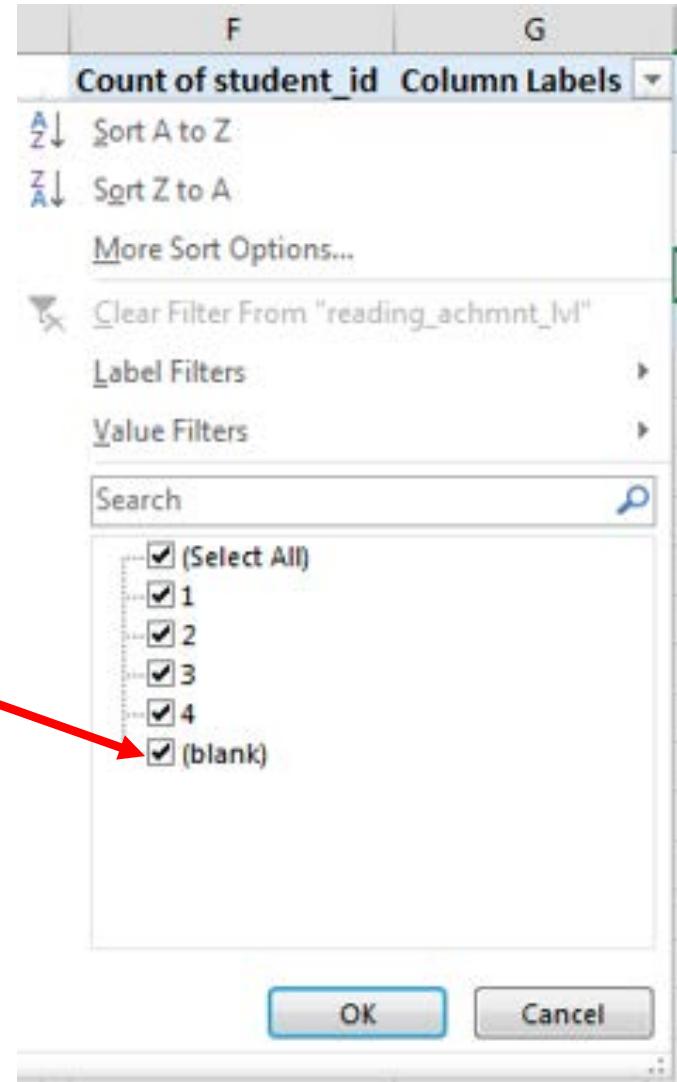 F G
Count of student_id Column Labels
Sort A to Z
Sort Z to A
More Sort Options...
Clear Filter From "reading_achmnt_lvl"
Label Filters
Value Filters
Search
(Select All)
1
2
3
4
(blank)
OK Cancel